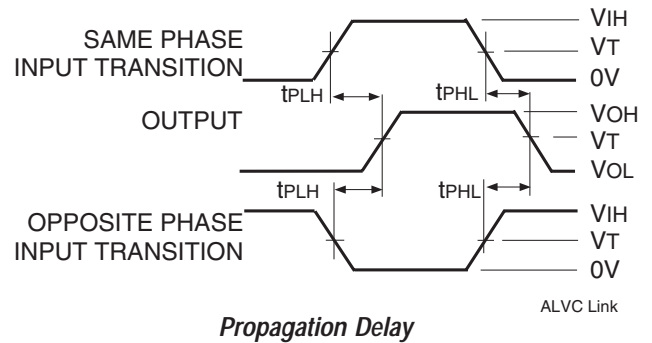 SAME PHASE
INPUT TRANSITION
VIH
VT
0V
tPLH
tPHL
OUTPUT
VOH
VT
VOL
tPLH
tPHL
OPPOSITE PHASE
INPUT TRANSITION
VIH
VT
0V
ALVC Link
Propagation Delay